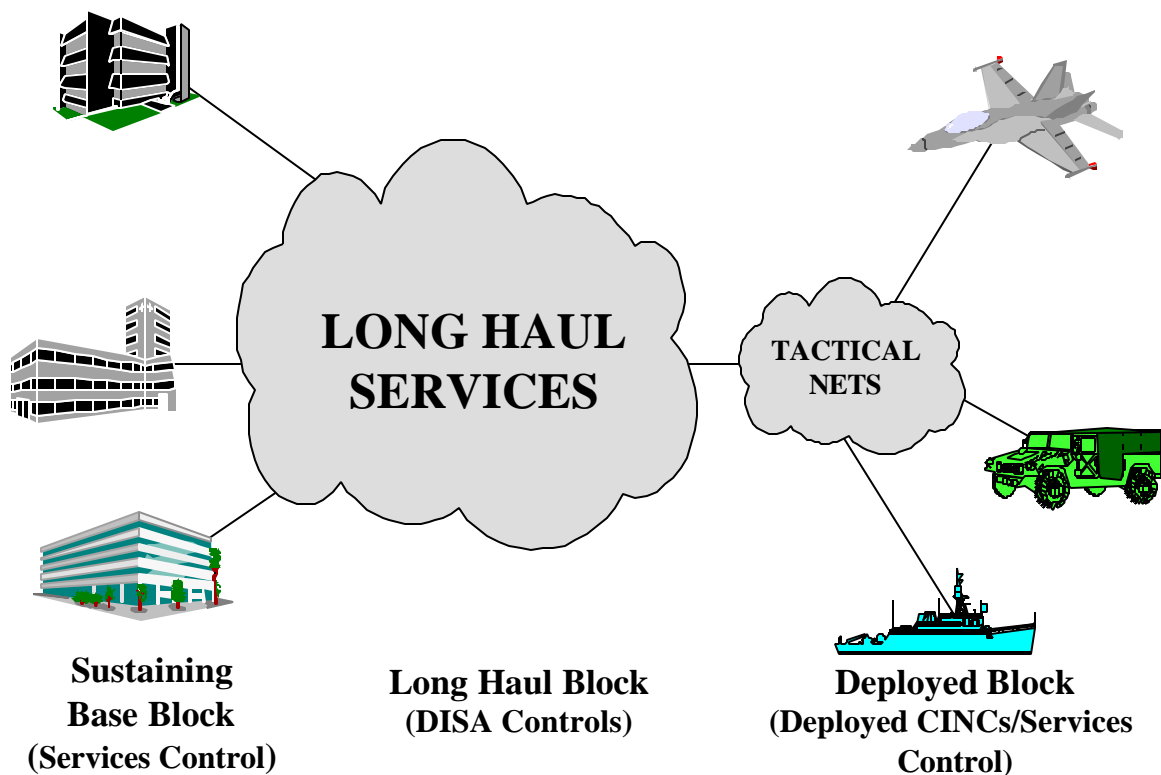 LONG HAUL
SERVICES
TACTICAL
NETS
Sustaining
Base Block
(Services Control)
Long Haul Block
(DISA Controls)
Deployed Block
(Deployed CINCs/Services
Control)